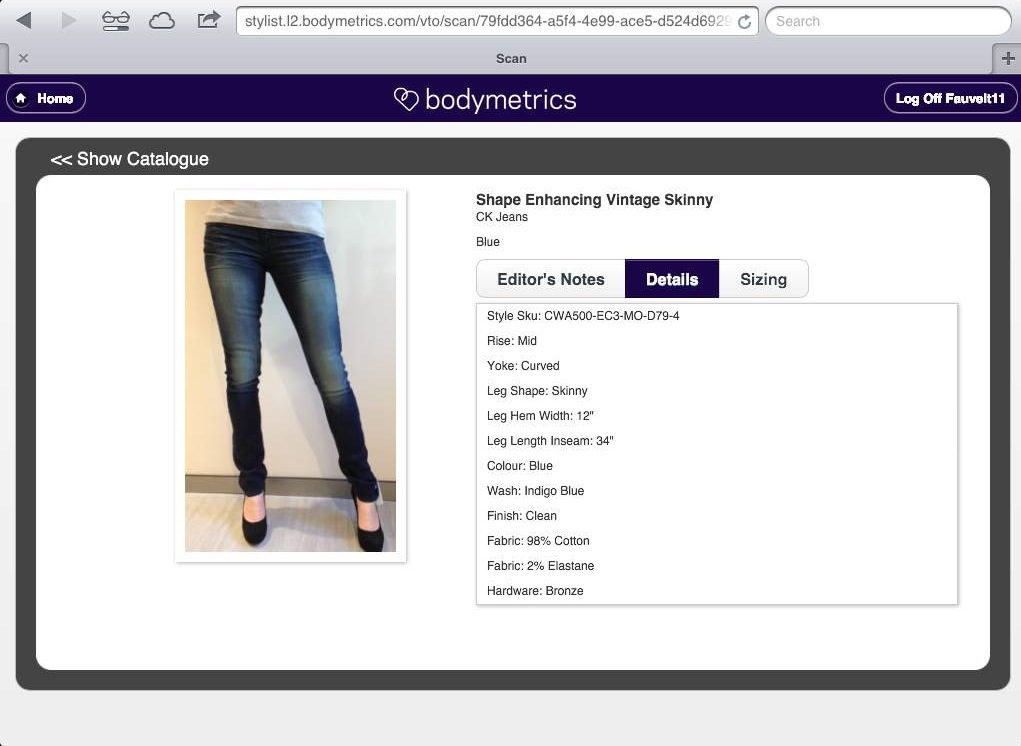 stylist.l2.bodymetrics.com/vto/scan/79fdd364-a5f4-4e99-ace5-d524d6929
Search
Scan
Home
bodymetrics
Log Off Fauvelt11
<< Show Catalogue
Shape Enhancing Vintage Skinny
CK Jeans
Blue
Editor's Notes Details Sizing
Style Sku: CWA500-EC3-MO-D79-4
Rise: Mid
Yoke: Curved
Leg Shape: Skinny
Leg Hem Width: 12"
Leg Length Inseam: 34"
Colour: Blue
Wash: Indigo Blue
Finish: Clean
Fabric: 98% Cotton
Fabric: 2% Elastane
Hardware: Bronze